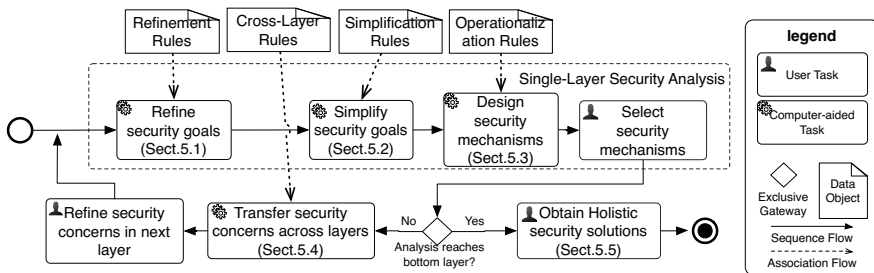 Refinement
Rules
Cross-Layer
Rules
Simplification
Rules
Operationaliz
ation Rules
Single-Layer Security Analysis
Refine
security goals
(Sect.5.1)
Simplify
security goals
(Sect.5.2)
Design
security
mechanisms
(Sect.5.3)
Select
security
mechanisms
Refine security
concerns in next
layer
Transfer security
concerns across layers
(Sect.5.4)
No
Yes
Analysis reaches
bottom layer?
Obtain Holistic
security solutions
(Sect.5.5)
legend
User Task
Computer-aided
Task
Exclusive
Gateway
Data
Object
Sequence Flow
Association Flow